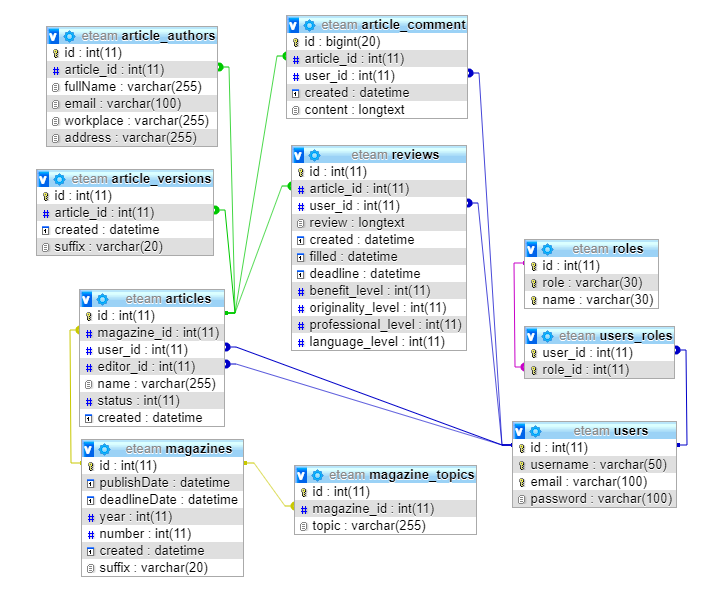 eteam article_authors
id : int(11)
article_id : int(11)
fullName : varchar(255)
email : varchar(100)
workplace : varchar(255)
address : varchar(255)
eteam article_comment
id : bigint(20)
article_id : int(11)
user_id : int(11)
created : datetime
content : longtext
eteam article_versions
id : int(11)
article_id : int(11)
created : datetime
suffix : varchar(20)
eteam reviews
id : int(11)
article_id : int(11)
user_id : int(11)
review : longtext
created : datetime
filled : datetime
deadline : datetime
benefit_level : int(11)
originality_level : int(11)
professional_level : int(11)
language_level : int(11)
eteam roles
id : int(11)
role : varchar(30)
name : varchar(30)
eteam articles
id : int(11)
magazine_id : int(11)
user_id : int(11)
editor_id : int(11)
name : varchar(255)
status : int(11)
created : datetime
eteam users_roles
user_id : int(11)
role_id : int(11)
eteam users
id : int(11)
username : varchar(50)
email : varchar(100)
password : varchar(100)
eteam magazines
id : int(11)
publishDate : datetime
deadlineDate : datetime
year : int(11)
number : int(11)
created : datetime
suffix : varchar(20)
eteam magazine_topics
id : int(11)
magazine_id : int(11)
topic : varchar(255)